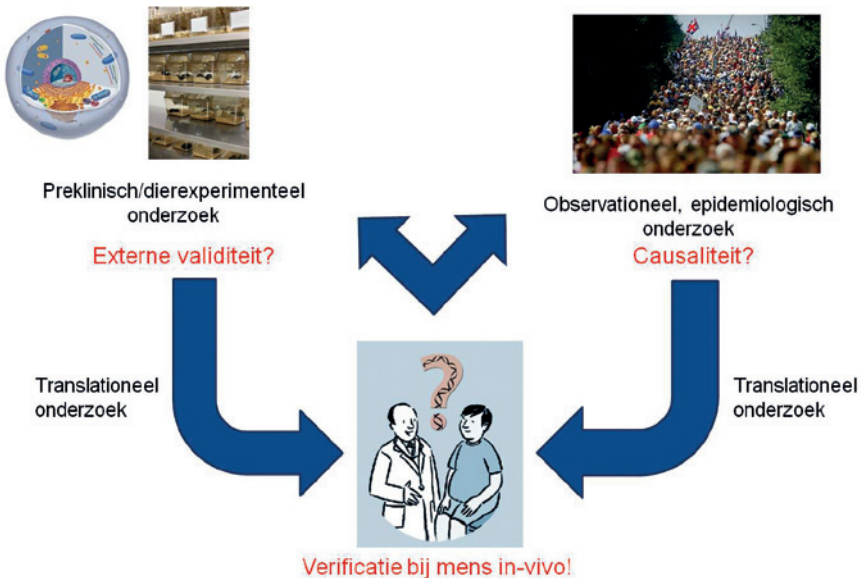 Preklinisch/dierexperimenteel
onderzoek
Externe validiteit?
Observationeel, epidemiologisch
onderzoek
Causaliteit?
Translationeel
onderzoek
Translationeel
onderzoek
Verificatie bij mens in-vivo!